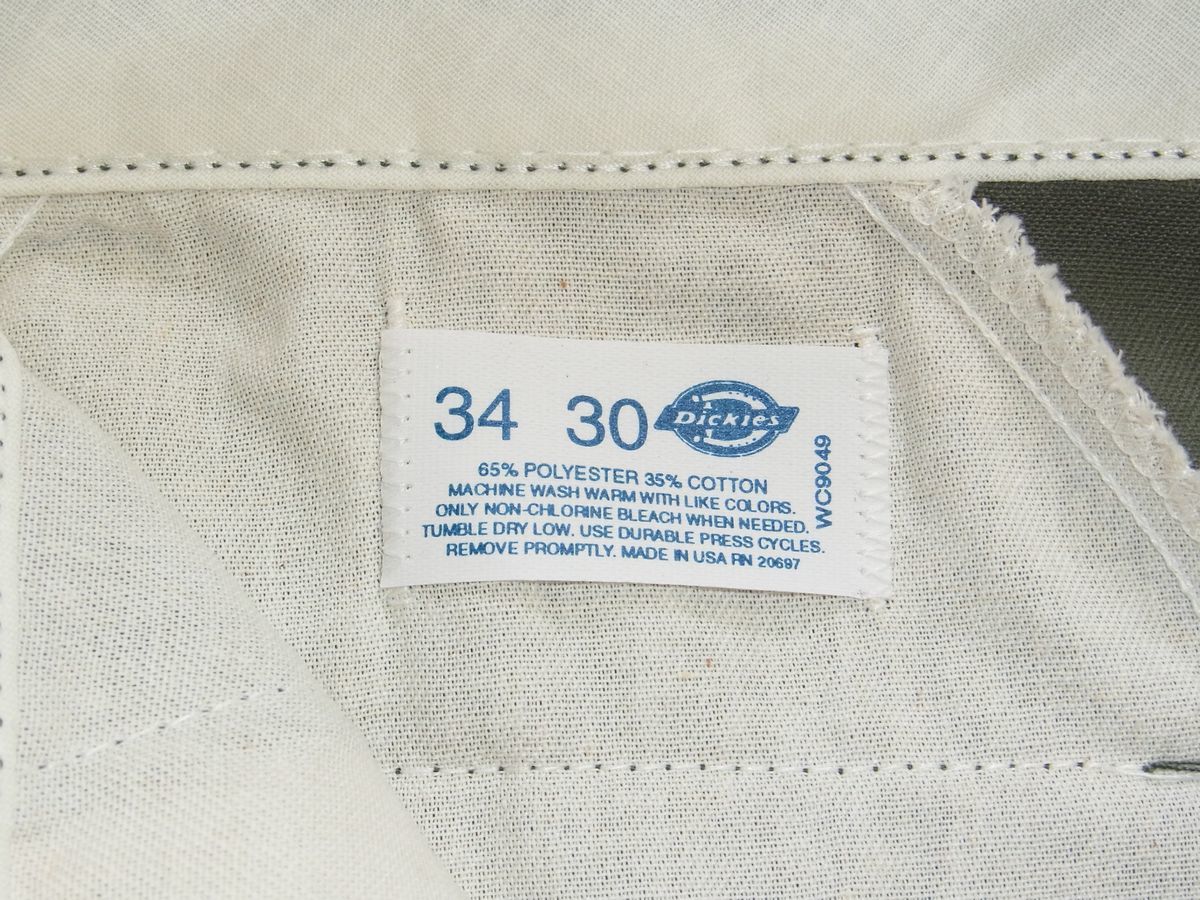 34 30 Dickies
65% POLYESTER 35% COTTON
MACHINE WASH WARM WITH LIKE COLORS.
ONLY NON-CHLORINE BLEACH WHEN NEEDED.
TUMBLE DRY LOW. USE DURABLE PRESS CYCLES.
REMOVE PROMPTLY. MADE IN USA RN 20697
WC9049